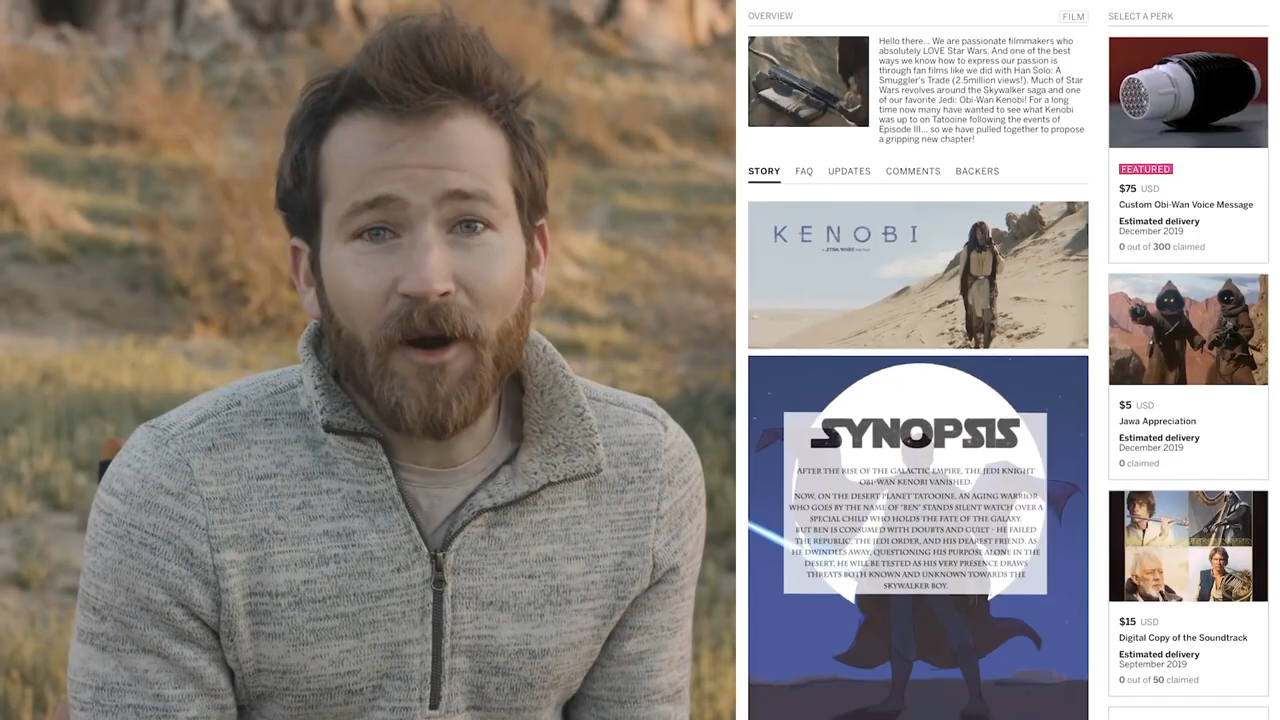 OVERVIEW
FILM
Hello there... We are passionate filmmakers who
absolutely LOVE Star Wars. And one of the best
ways we know how to express our passion is
through fan films like we did with Han Solo: A
Smuggler's Trade (2.5million views!). Much of Star
Wars revolves around the Skywalker saga and one
of our favorite Jedi: Obi-Wan Kenobi! For a long
time now many have wanted to see what Kenobi
was up to on Tatooine following the events of
Episode III... so we have pulled together to propose
a gripping new chapter!
STORY FAQ UPDATES COMMENTS BACKERS
KENOBI
SYNOPSIS
AFTER THE RISE OF THE GALACTIC EMPIRE, THE JEDI KNIGHT
OBI-WAN KENOBI VANISHED.
NOW, ON THE DESERT PLANET TATOOINE, AN AGING WARRIOR
WHO GOES BY THE NAME OF "BEN" STANDS SILENT WATCH OVER A
SPECIAL CHILD WHO HOLDS THE FATE OF THE GALAXY.
BUT BEN IS CONSUMED WITH DOUBTS AND GUILT - HE FAILED
THE REPUBLIC, THE JEDI ORDER, AND HIS DEAREST FRIEND. AS
HE DWINDLES AWAY, QUESTIONING HIS PURPOSE ALONE IN THE
DESERT, HE WILL BE TESTED AS HIS VERY PRESENCE DRAWS
THREATS BOTH KNOWN AND UNKNOWN TOWARDS THE
SKYWALKER BOY.
SELECT A PERK
FEATURED
$75 USD
Custom Obi-Wan Voice Message
Estimated delivery
December 2019
0 out of 300 claimed
$5 USD
Jawa Appreciation
Estimated delivery
December 2019
0 claimed
$15 USD
Digital Copy of the Soundtrack
Estimated delivery
September 2019
0 out of 50 claimed